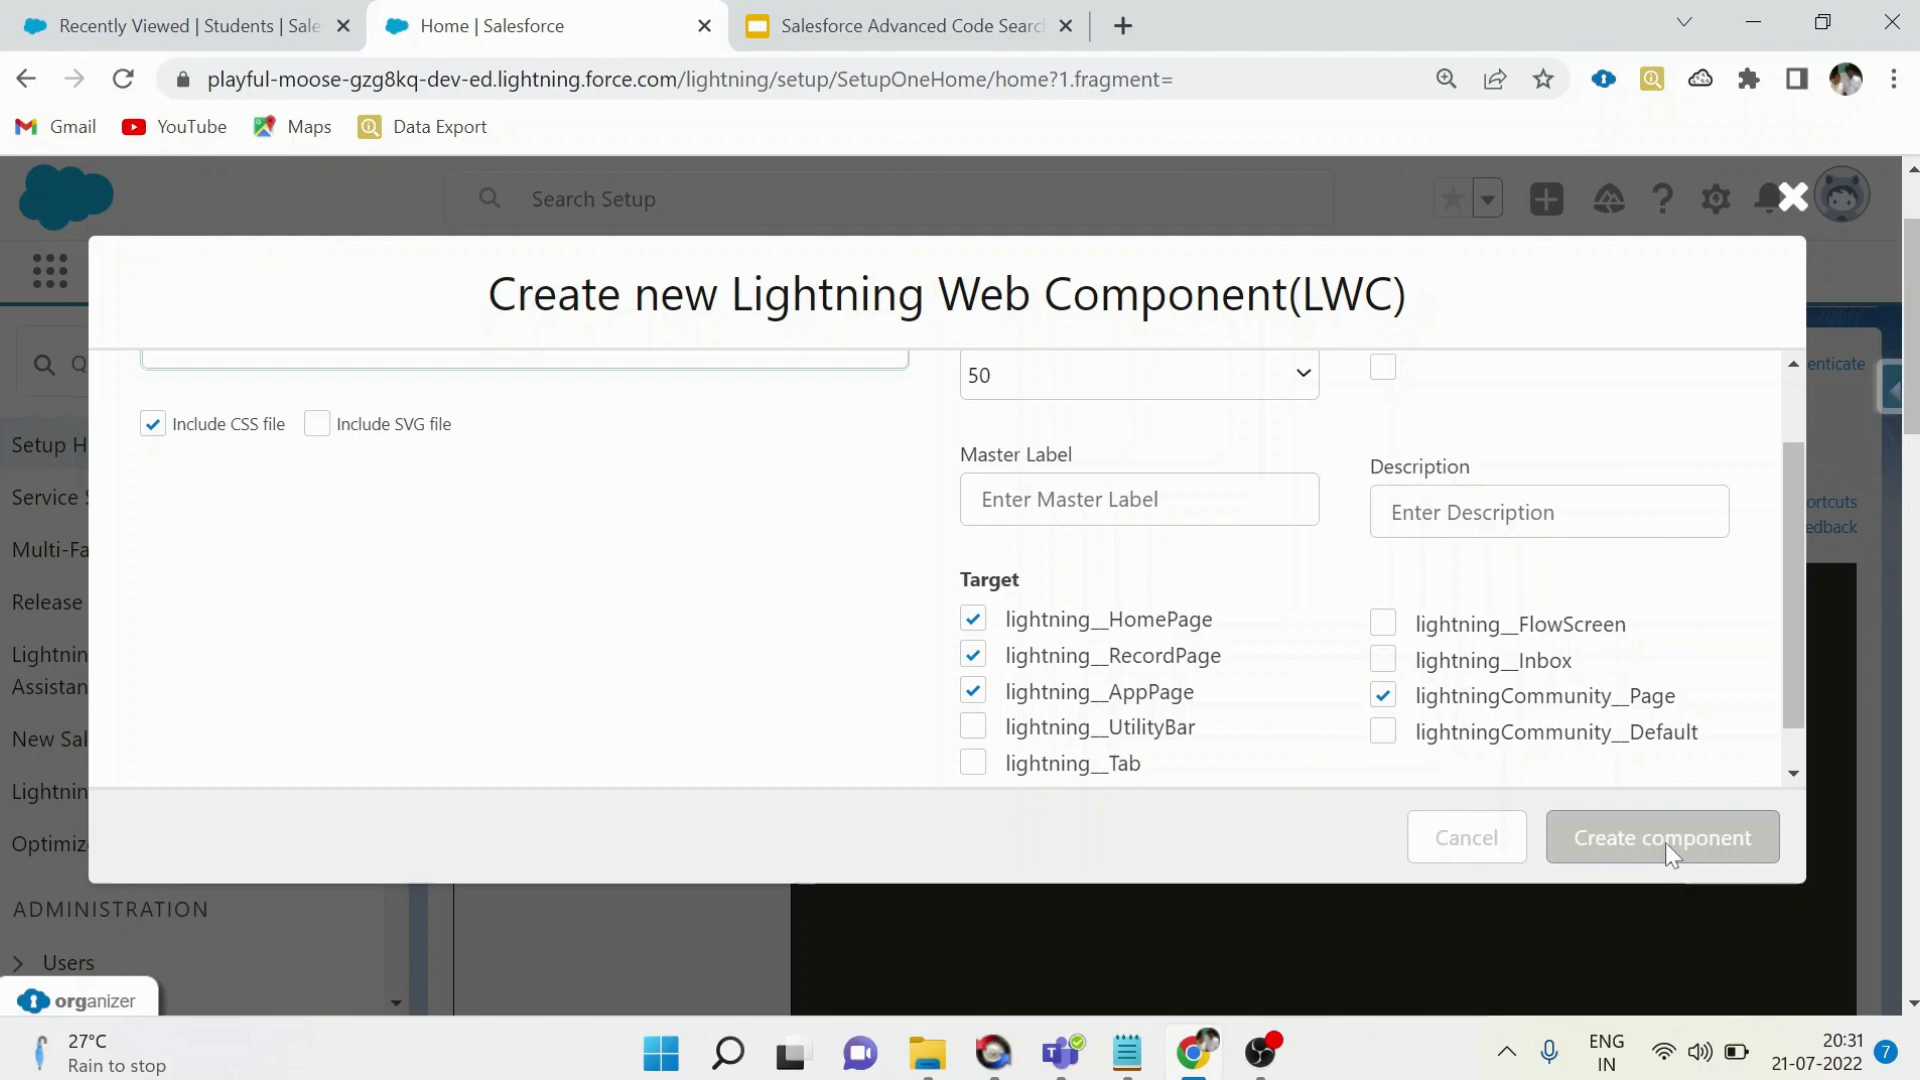 Recently Viewed | Students | Sale
Home | Salesforce
Salesforce Advanced Code Searc
playful-moose-gzg8kq-dev-ed.lightning.force.com/lightning/setup/SetupOneHome/home?1.fragment=
Gmail
YouTube
Maps
Data Export
Search Setup
Create new Lightning Web Component(LWC)
Q
50
enticate
Include CSS file
Include SVG file
Setup H
Master Label
Description
Service S
Enter Master Label
Enter Description
ortcuts
edback
Multi-Fa
Target
Release
lightning__HomePage
lightning__FlowScreen
Lightnin
Assistan
lightning__RecordPage
lightning__Inbox
lightning__AppPage
lightningCommunity__Page
New Sal
lightning__UtilityBar
lightningCommunity__Default
lightning__Tab
Lightnin
Optimize
Cancel
Create component
ADMINISTRATION
Users
organizer
27°C
Rain to stop
ENG
IN
20:31
21-07-2022
7